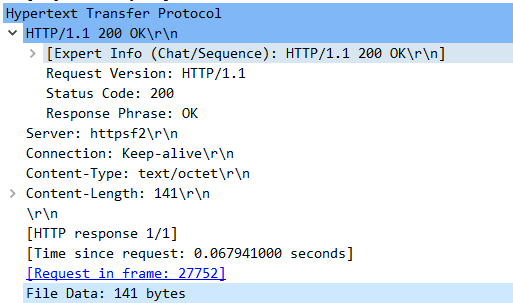 Hypertext Transfer Protocol
HTTP/1.1 200 OK\r\n
[Expert Info (Chat/Sequence): HTTP/1.1 200 OK\r\n]
Request Version: HTTP/1.1
Status Code: 200
Response Phrase: OK
Server: httpsf2\r\n
Connection: Keep-alive\r\n
Content-Type: text/octet\r\n
Content-Length: 141\r\n
\r\n
[HTTP response 1/1]
[Time since request: 0.067941000 seconds]
[Request in frame: 27752]
File Data: 141 bytes